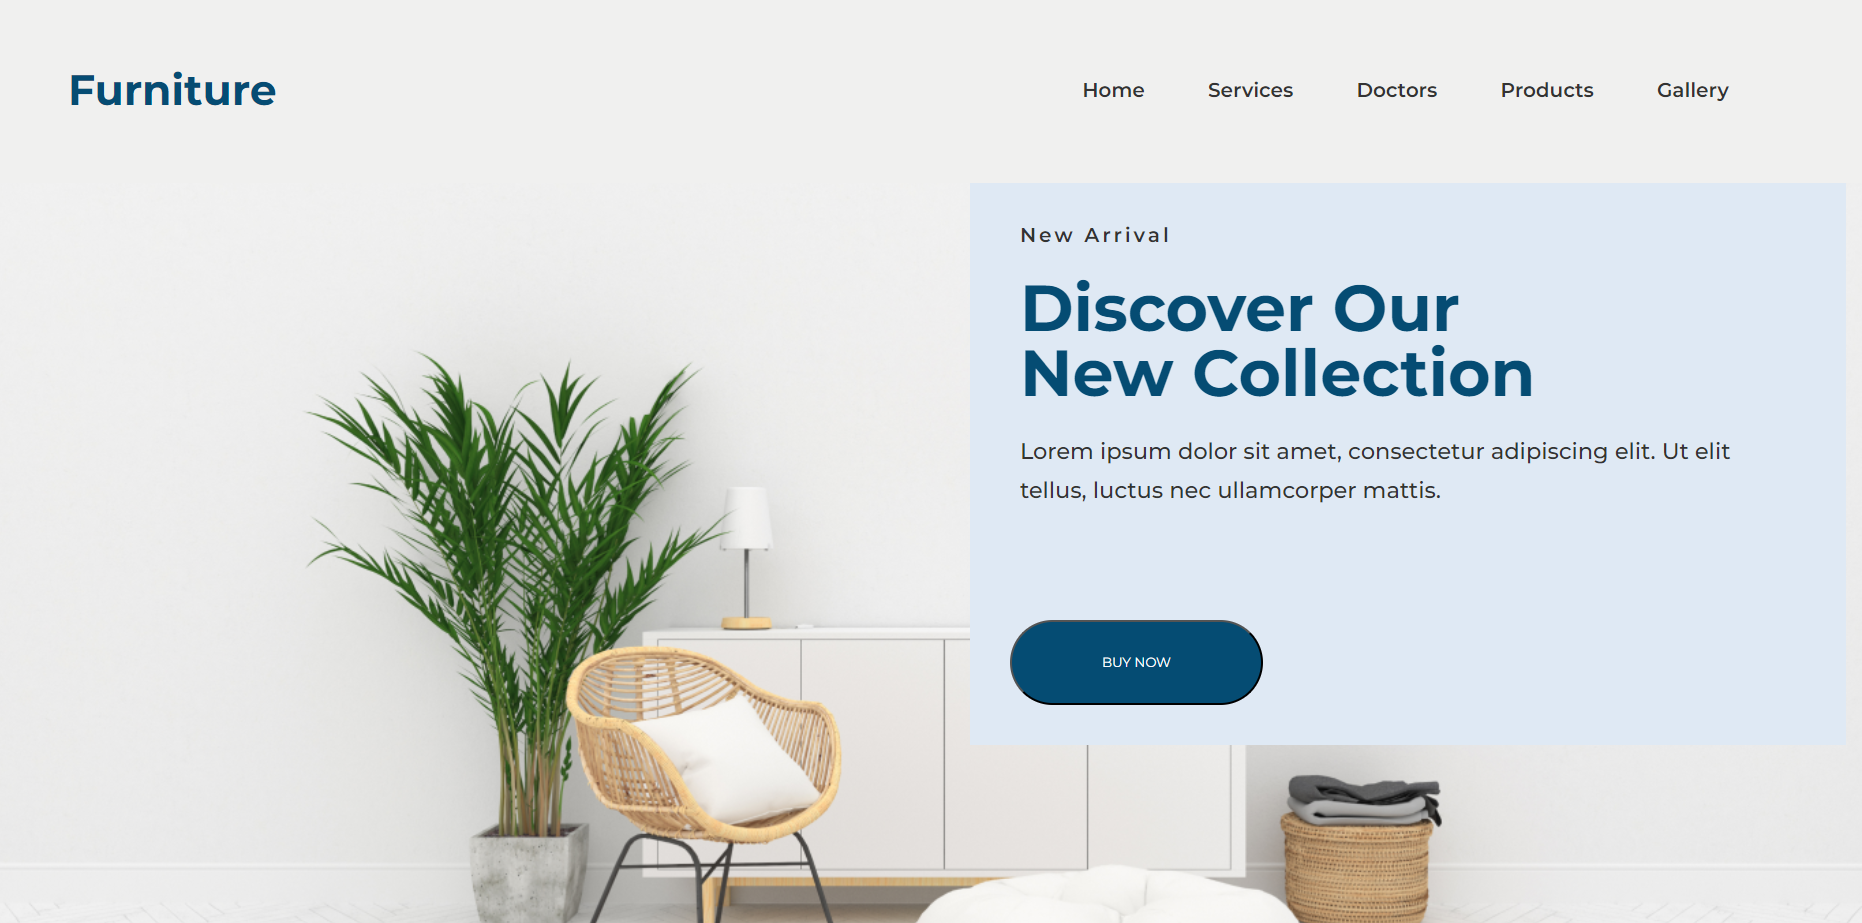 Furniture
Home Services Doctors Products Gallery
New Arrival
Discover Our
New Collection
Lorem ipsum dolor sit amet, consectetur adipiscing elit. Ut elit
tellus, luctus nec ullamcorper mattis.
BUY NOW